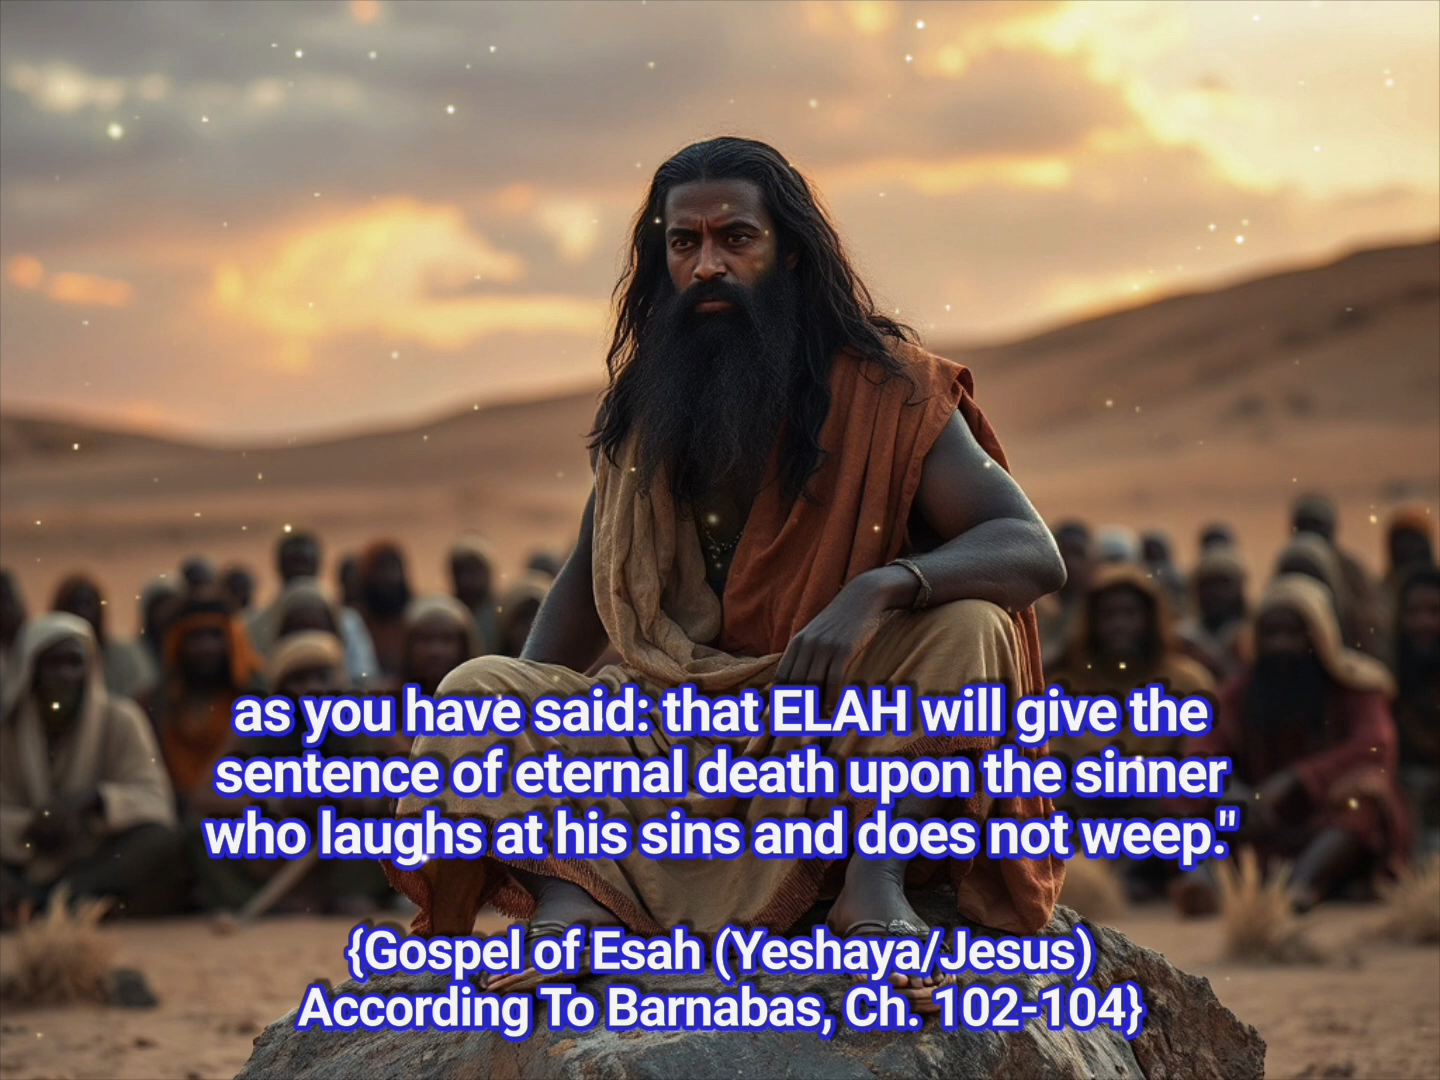 as you have said: that ELAH will give the
sentence of eternal death upon the sinner
who laughs at his sins and does not weep."
{Gospel of Esah (Yeshaya/Jesus)
According To Barnabas, Ch. 102-104}